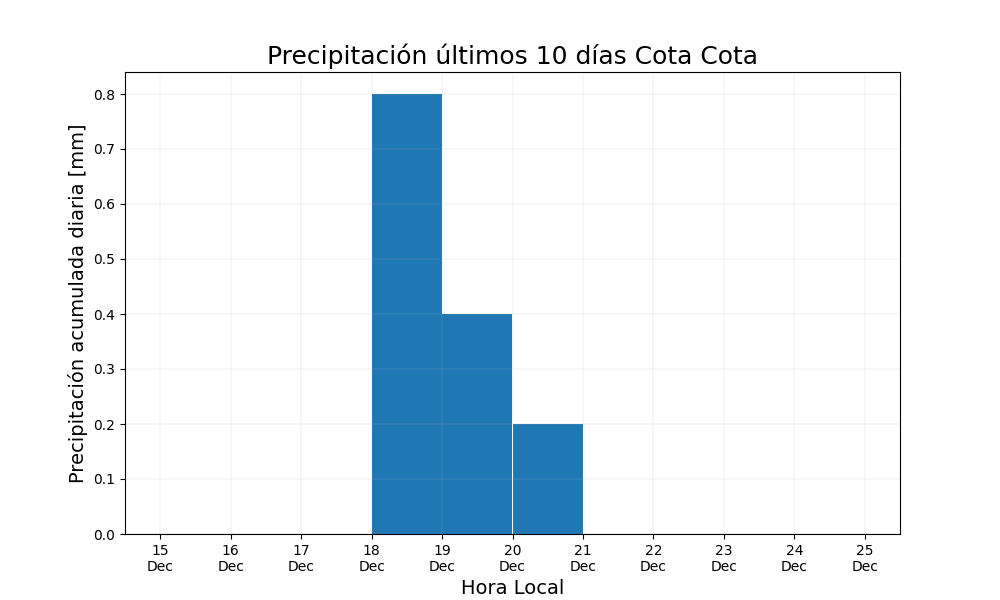 Precipitación últimos 10 días Cota Cota
Precipitación acumulada diaria [mm]
0.8
0.7
0.6
0.5
0.4
0.3
0.2
0.1
0.0
15 16 17 18 19 20 21 22 23 24 25
Dec Dec Dec Dec Dec Dec Dec Dec Dec Dec Dec
Hora Local